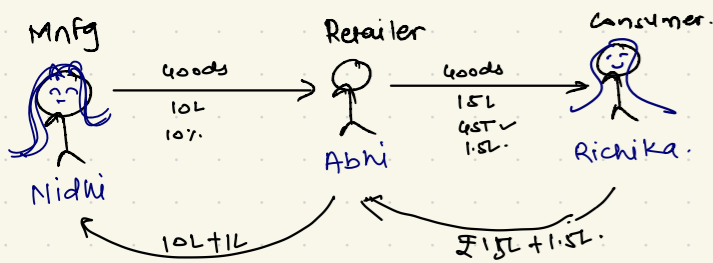 Mnfg
Retailer
Consumer.
Goods
10L
10%
Goods
15L
GST ✓
1.5L.
Nidhi
Abhi
Richika.
10L+1L
₹15L+1.5L.